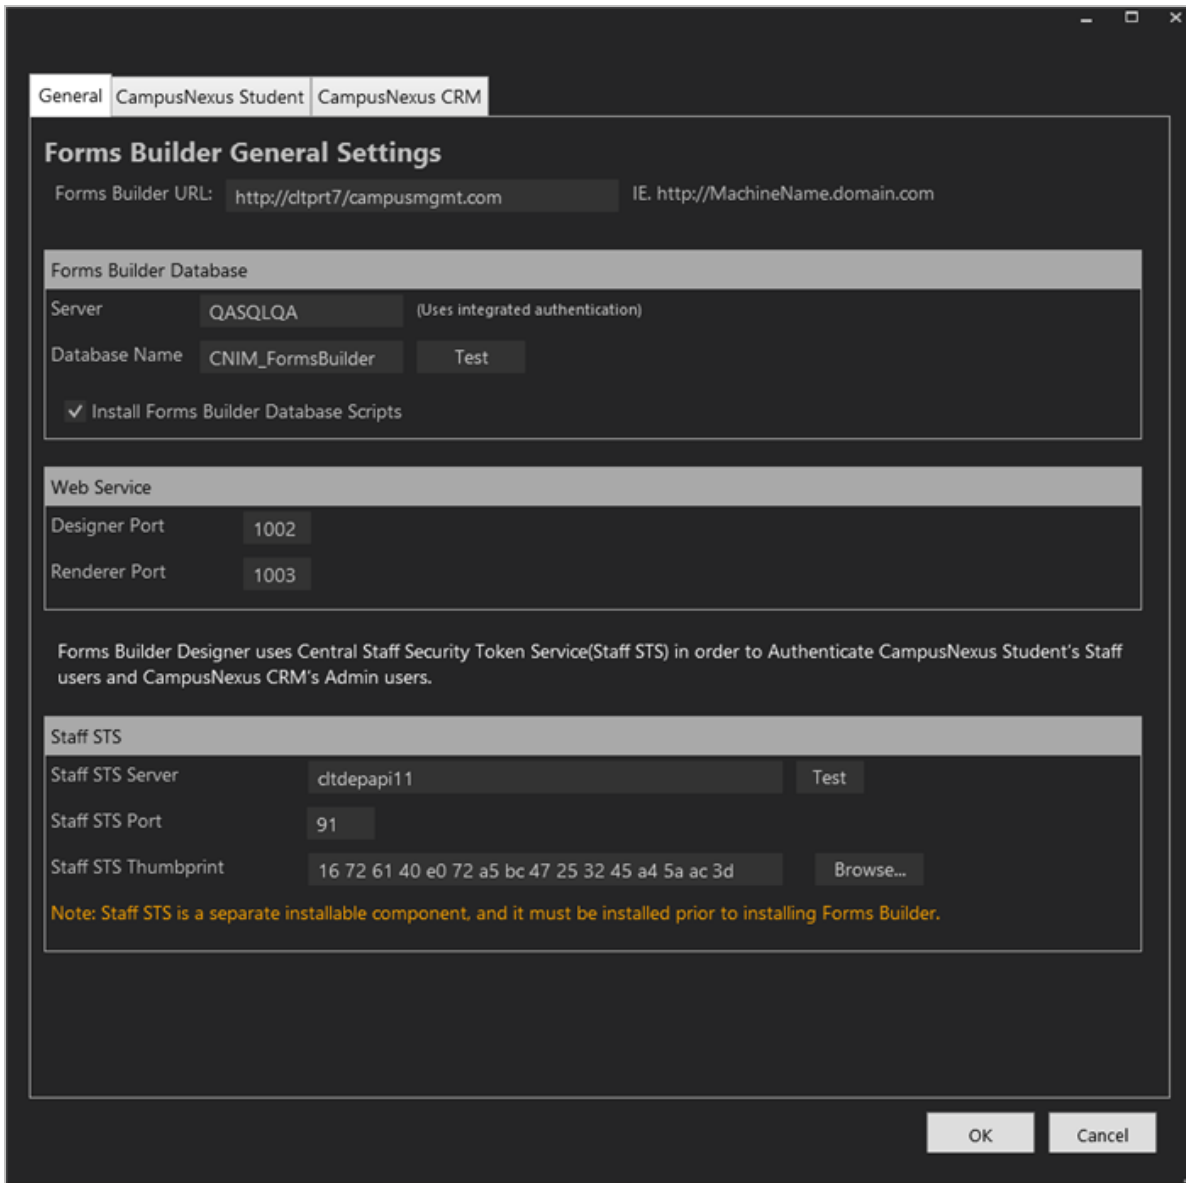 General CampusNexus Student CampusNexus CRM
Forms Builder General Settings
Forms Builder URL: http://cltprt7/campusmgmt.com IE. http://MachineName.domain.com
Forms Builder Database
Server QASQLQA (Uses integrated authentication)
Database Name CNIM_FormsBuilder Test
Install Forms Builder Database Scripts
Web Service
Designer Port 1002
Renderer Port 1003
Forms Builder Designer uses Central Staff Security Token Service(Staff STS) in order to Authenticate CampusNexus Student's Staff
users and CampusNexus CRM's Admin users.
Staff STS
Staff STS Server cltdepapi11 Test
Staff STS Port 91
Staff STS Thumbprint 16 72 61 40 e0 72 a5 bc 47 25 32 45 a4 5a ac 3d Browse...
Note: Staff STS is a separate installable component, and it must be installed prior to installing Forms Builder.
OK Cancel